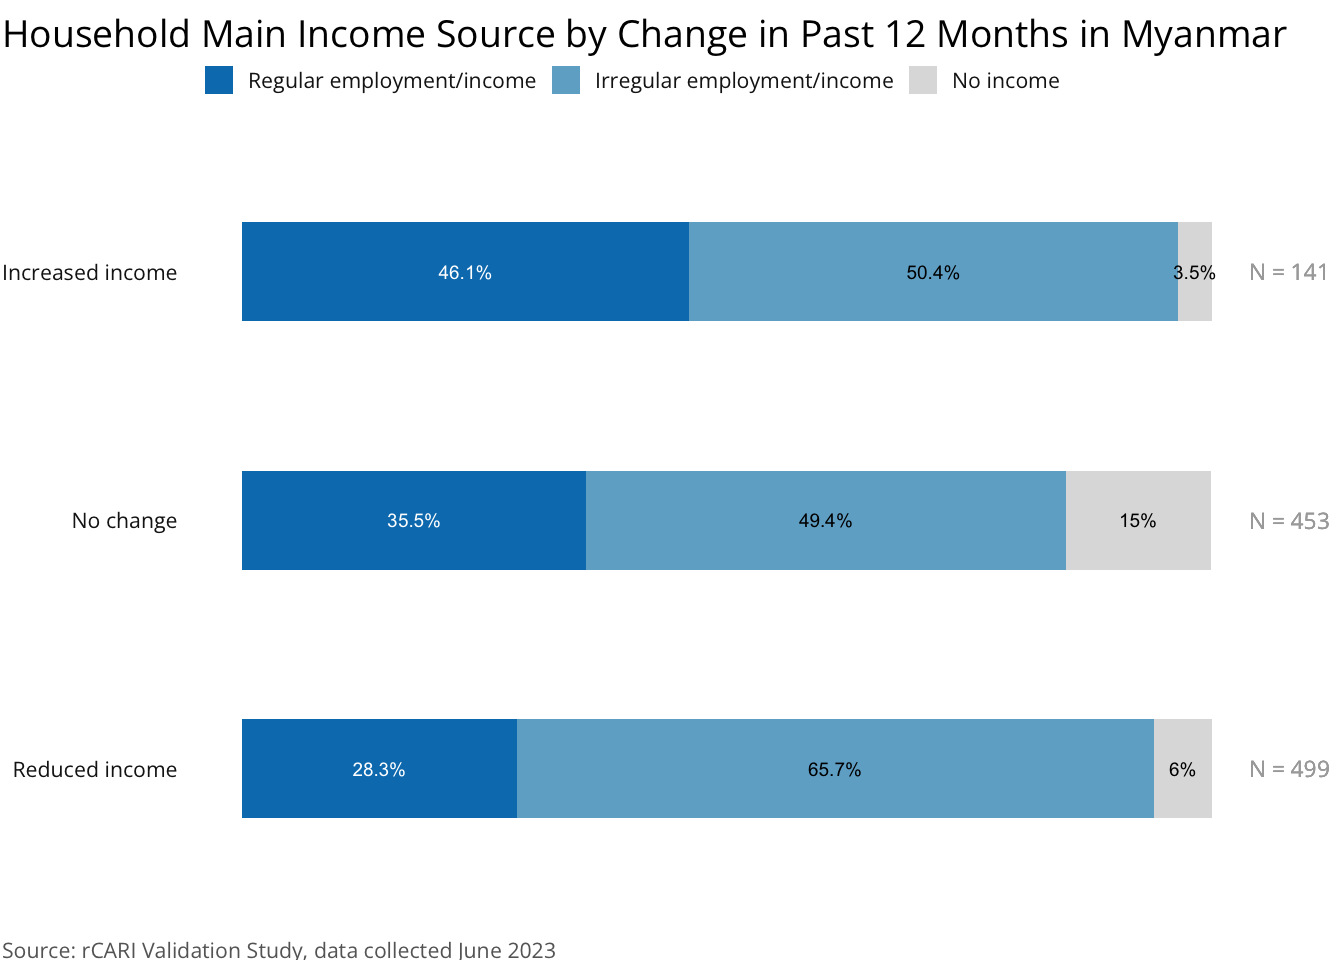 Household Main Income Source by Change in Past 12 Months in Myanmar
Regular employment/income Irregular employment/income No income
Increased income 46.1% 50.4% 3.5% N = 141
No change 35.5% 49.4% 15% N = 453
Reduced income 28.3% 65.7% 6% N = 499
Source: rCARI Validation Study, data collected June 2023